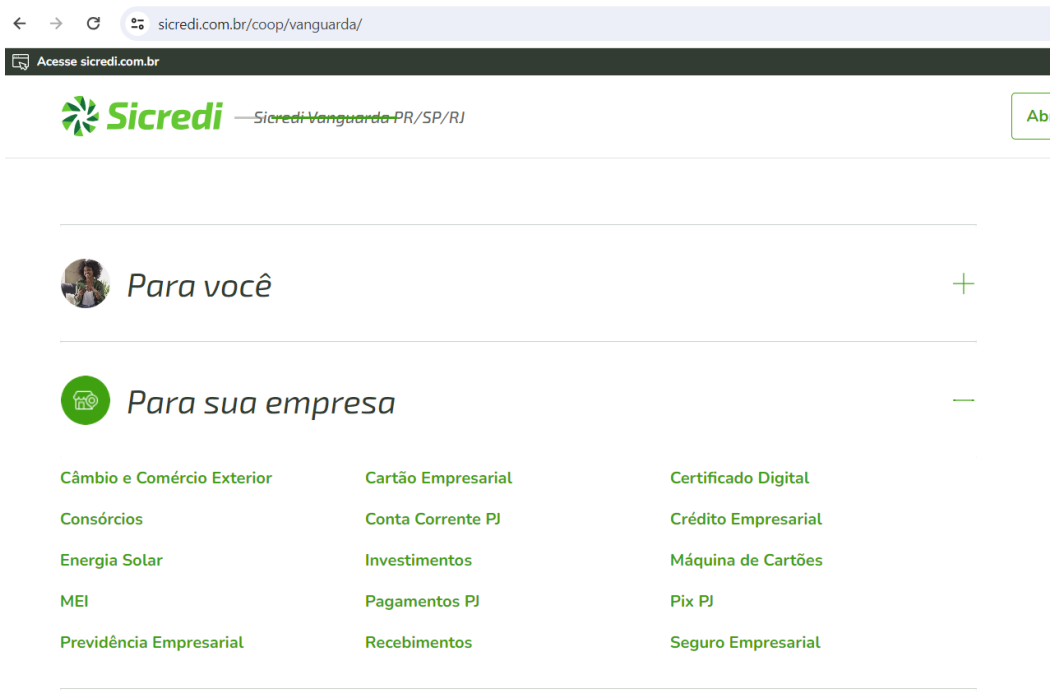 sicredi.com.br/coop/vanguarda/
Acesse sicredi.com.br
Sicredi Sicredi Vanguarda PR/SP/RJ
Para você
Para sua empresa
Câmbio e Comércio Exterior Cartão Empresarial Certificado Digital
Consórcios Conta Corrente PJ Crédito Empresarial
Energia Solar Investimentos Máquina de Cartões
MEI Pagamentos PJ Pix PJ
Previdência Empresarial Recebimentos Seguro Empresarial